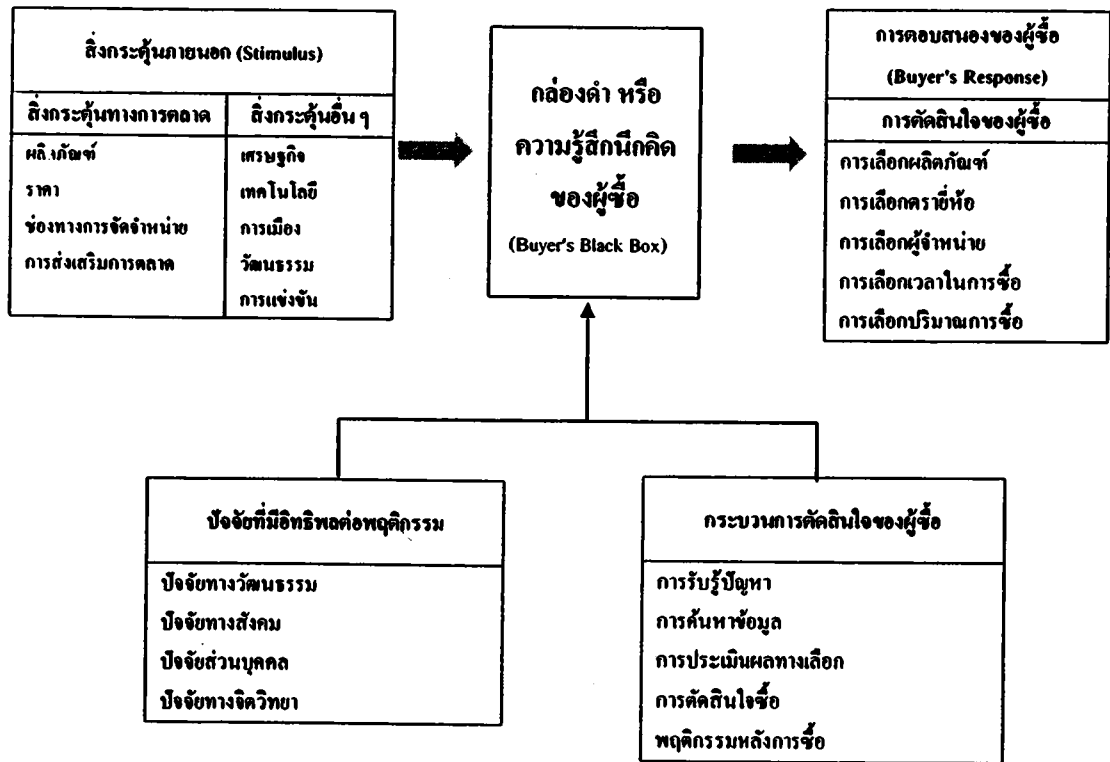 สิ่งกระตุ้นภายนอก (Stimulus)
สิ่งกระตุ้นทางการตลาด
ผลิตภัณฑ์
ราคา
ช่องทางการจัดจำหน่าย
การส่งเสริมการตลาด
สิ่งกระตุ้นอื่น ๆ
เศรษฐกิจ
เทคโนโลยี
การเมือง
วัฒนธรรม
การแข่งขัน
กล่องดำ หรือ
ความรู้สึกนึกคิด
ของผู้ซื้อ
(Buyer's Black Box)
การตอบสนองของผู้ซื้อ
(Buyer's Response)
การตัดสินใจของผู้ซื้อ
การเลือกผลิตภัณฑ์
การเลือกตรายี่ห้อ
การเลือกผู้จำหน่าย
การเลือกเวลาในการซื้อ
การเลือกปริมาณการซื้อ
ปัจจัยที่มีอิทธิพลต่อพฤติกรรม
ปัจจัยทางวัฒนธรรม
ปัจจัยทางสังคม
ปัจจัยส่วนบุคคล
ปัจจัยทางจิตวิทยา
กระบวนการตัดสินใจของผู้ซื้อ
การรับรู้ปัญหา
การค้นหาข้อมูล
การประเมินผลทางเลือก
การตัดสินใจซื้อ
พฤติกรรมหลังการซื้อ